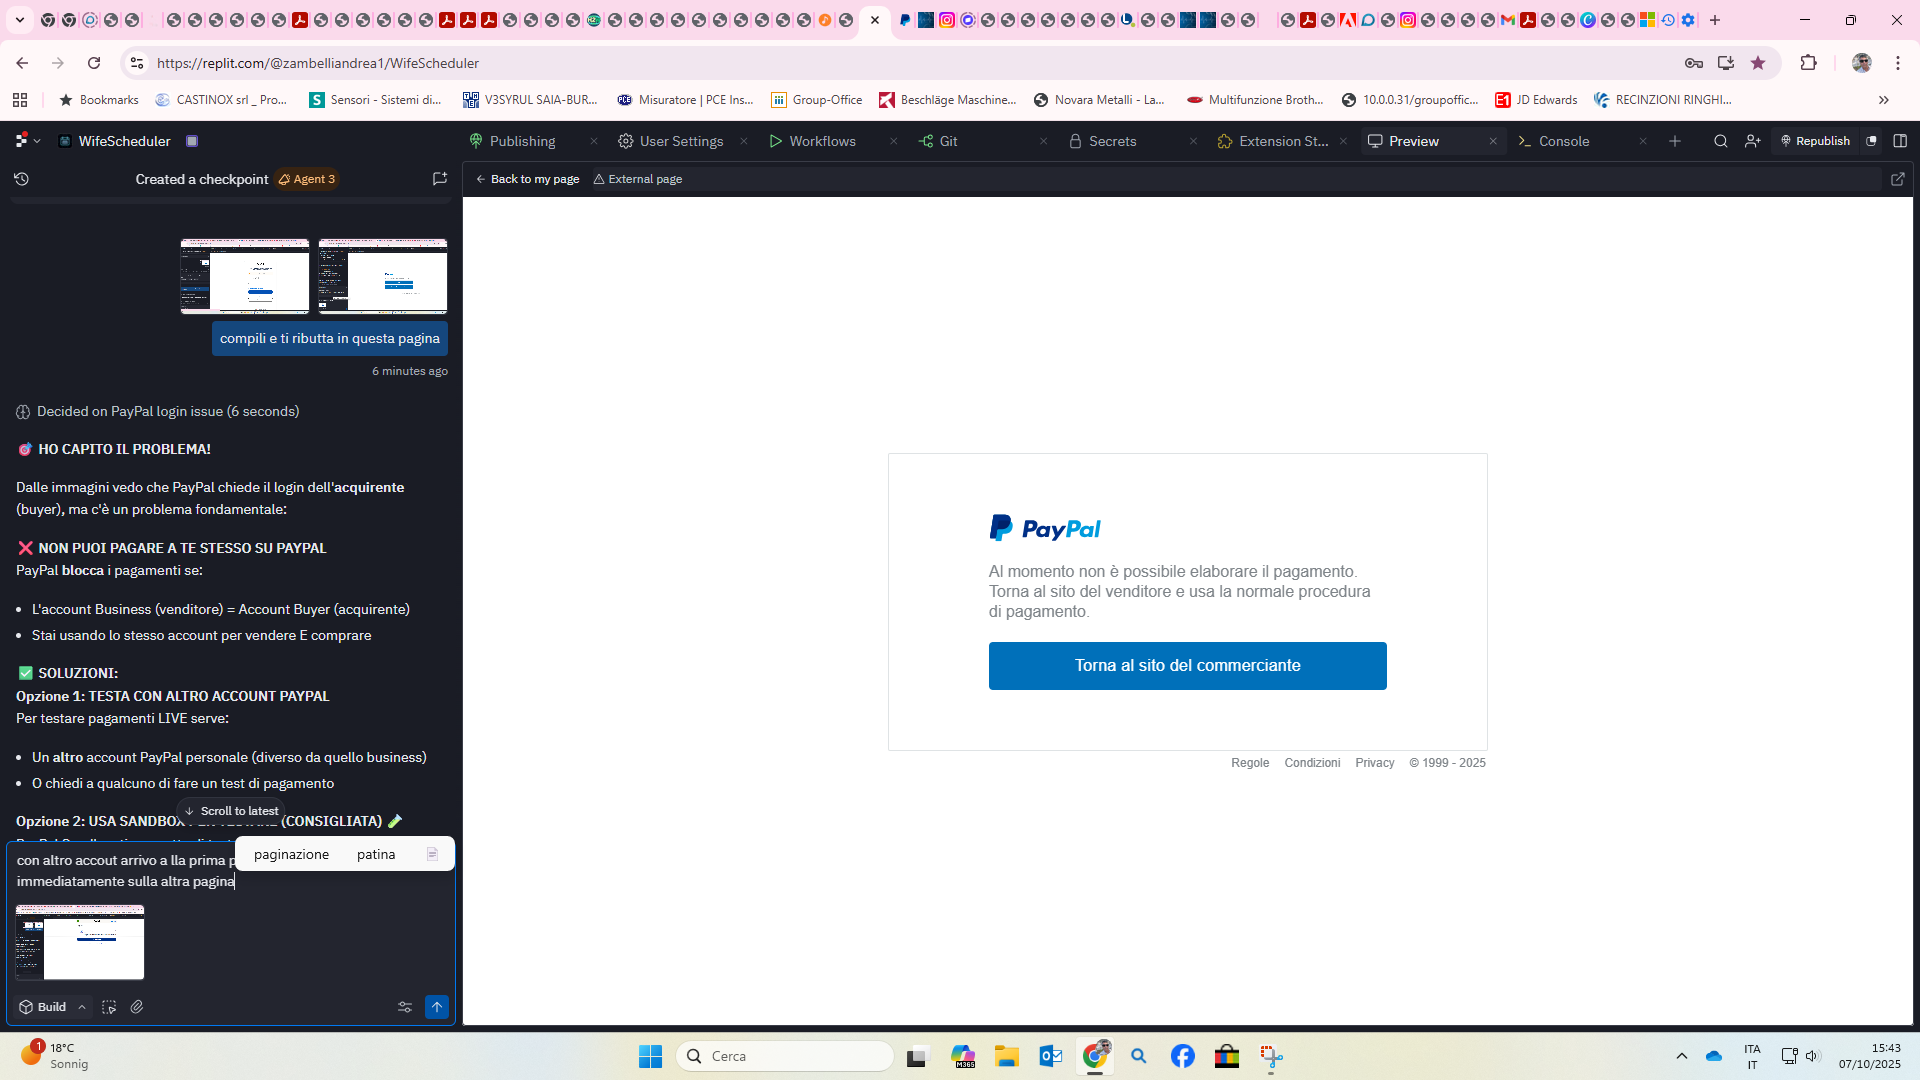 https://replit.com/@zambelliandrea1/WifeScheduler
Bookmarks
CASTINOX srl _ Pro...
Sensori - Sistemi di...
V3SYRUL SAIA-BUR...
Misuratore | PCE Ins...
Group-Office
Beschläge Maschine...
Novara Metalli - La...
Multifunzione Broth...
10.0.0.31/groupoffic...
JD Edwards
RECINZIONI RINGHI...
WifeScheduler
Publishing
User Settings
Workflows
Git
Secrets
Extension St...
Preview
Console
Republish
Created a checkpoint
Agent 3
Back to my page
External page
compili e ti ributta in questa pagina
6 minutes ago
Decided on PayPal login issue (6 seconds)
HO CAPITO IL PROBLEMA!
Dalle immagini vedo che PayPal chiede il login dell'acquirente
(buyer), ma c'è un problema fondamentale:
NON PUOI PAGARE A TE STESSO SU PAYPAL
PayPal blocca i pagamenti se:
L'account Business (venditore) = Account Buyer (acquirente)
Stai usando lo stesso account per vendere E comprare
SOLUZIONI:
Opzione 1: TESTA CON ALTRO ACCOUNT PAYPAL
Per testare pagamenti LIVE serve:
Un altro account PayPal personale (diverso da quello business)
O chiedi a qualcuno di fare un test di pagamento
Scroll to latest
Opzione 2: USA SANDBOX (CONSIGLIATA)
paginazione
patina
con altro accout arrivo a lla prima p
immediatamente sulla altra pagina
Build
PayPal
Al momento non è possibile elaborare il pagamento.
Torna al sito del venditore e usa la normale procedura
di pagamento.
Torna al sito del commerciante
Regole
Condizioni
Privacy
© 1999 - 2025
1
18°C
Sonnig
Cerca
M365
ITA
IT
15:43
07/10/2025